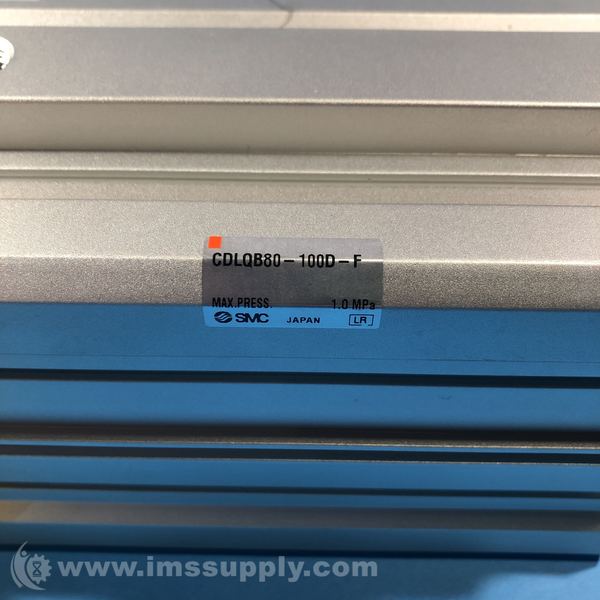 CDLQB80-100D-F
MAX.PRESS. 1.0 MPa
SMC JAPAN LR
www.imssupply.com